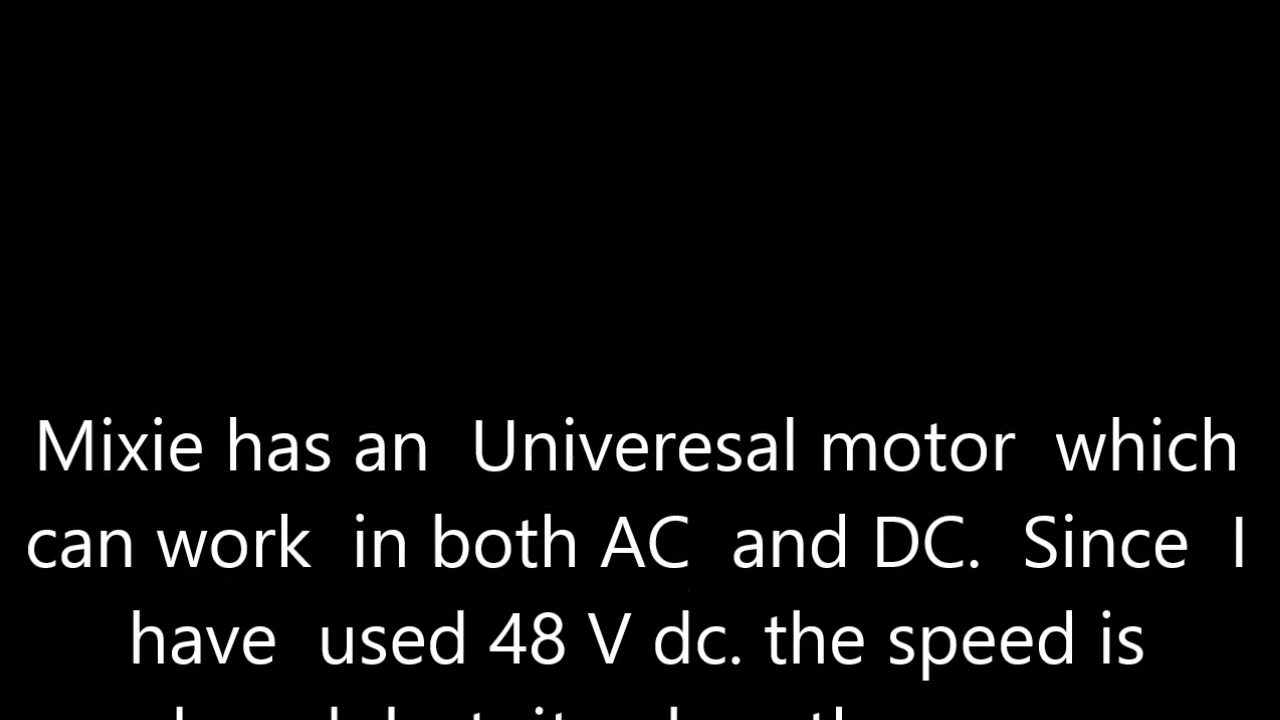 Mixie has an Univeresal motor which
can work in both AC and DC. Since I
have used 48 V dc. the speed is